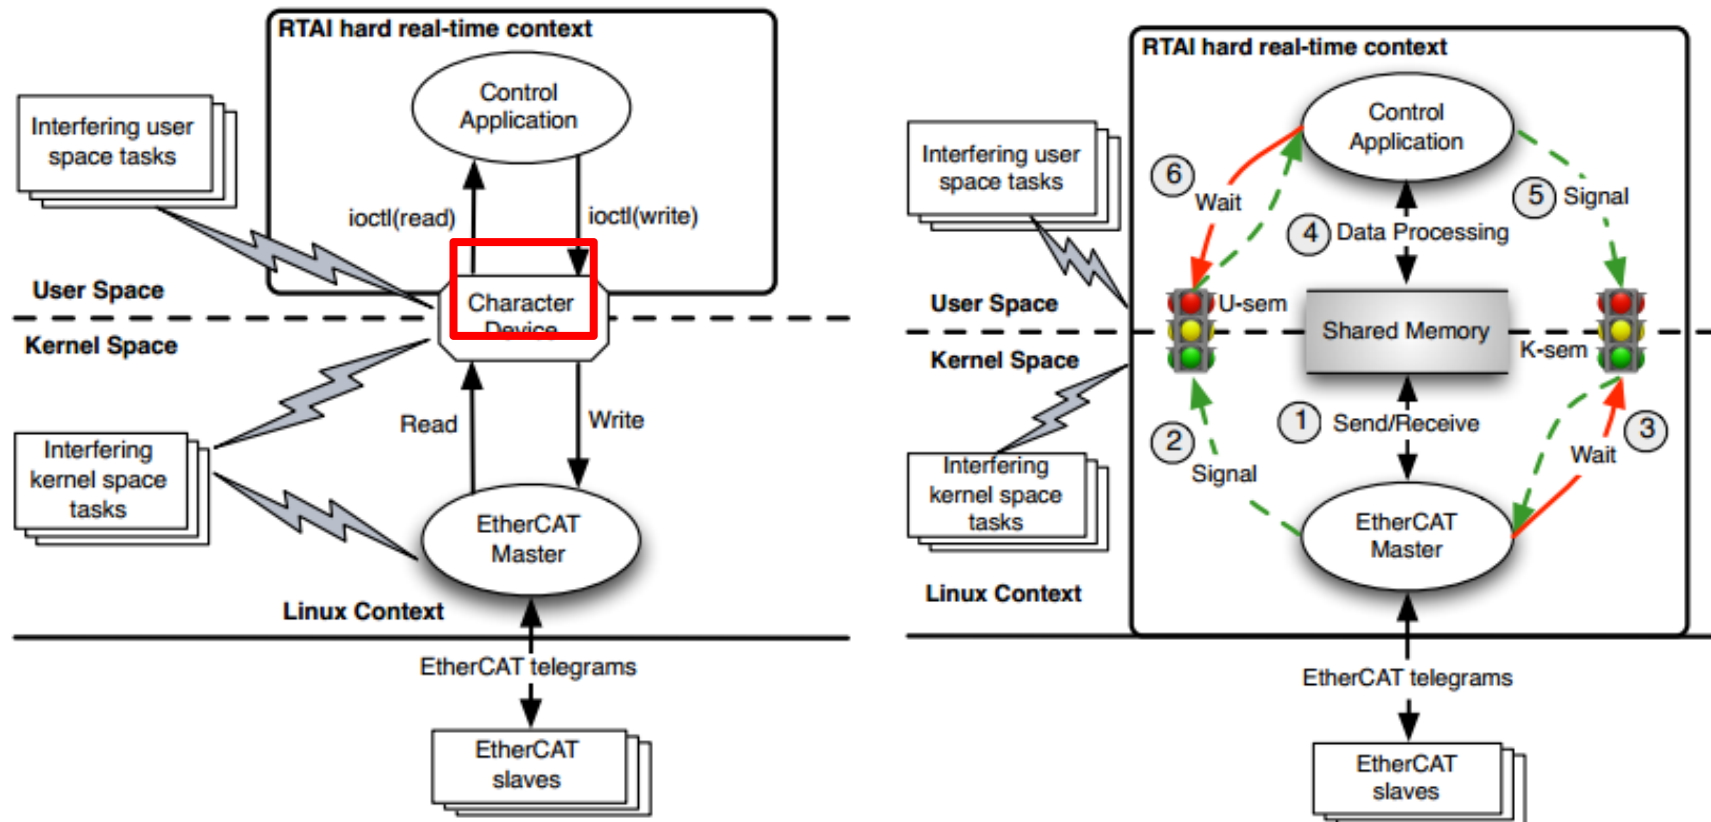 RTAI hard real-time context
Control
Application
Interfering user
space tasks
ioctl(read)
ioctl(write)
User Space
Character
Device
Kernel Space
Read
Write
Interfering
kernel space
tasks
EtherCAT
Master
Linux Context
EtherCAT telegrams
EtherCAT
slaves
RTAI hard real-time context
Control
Application
Interfering user
space tasks
6
Wait
5
Signal
4
Data Processing
User Space
U-sem
Shared Memory
K-sem
Kernel Space
1
Send/Receive
2
Signal
3
Wait
Interfering
kernel space
tasks
EtherCAT
Master
Linux Context
EtherCAT telegrams
EtherCAT
slaves